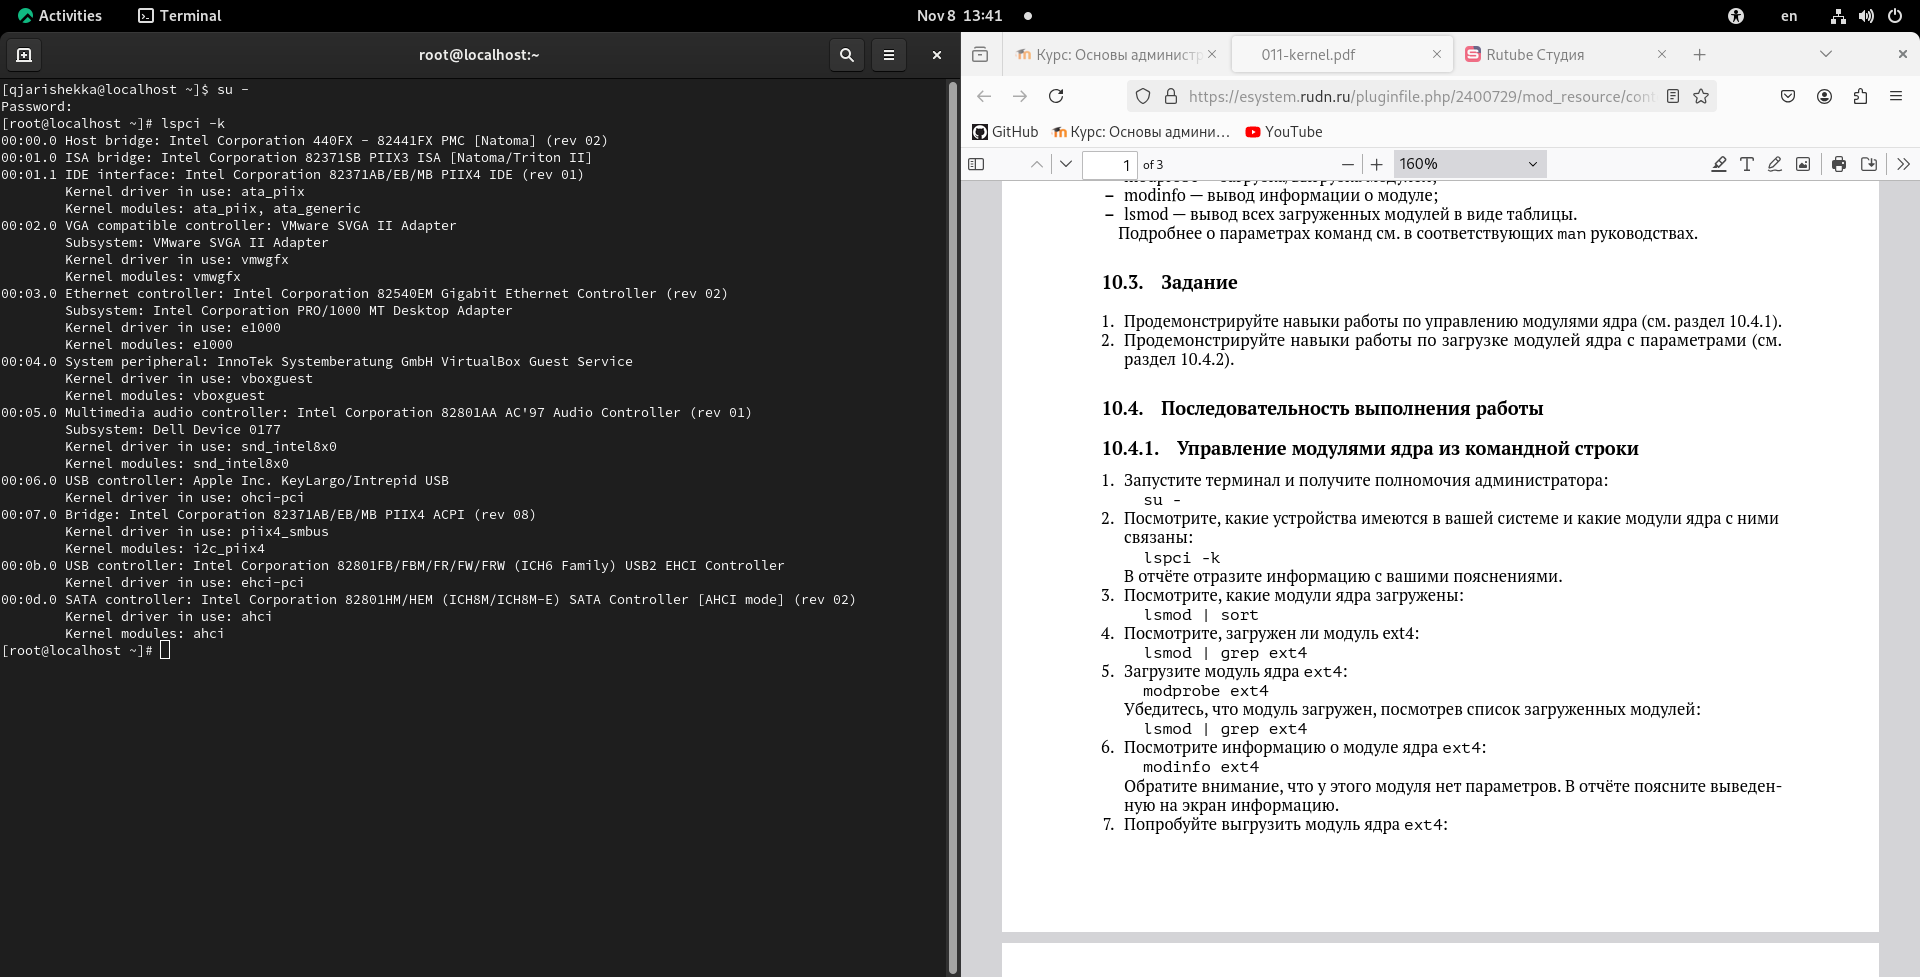 Activities
Terminal
Nov 8 13:41
en
root@localhost:~
[qjarishekka@localhost ~]$ su -
Password:
[root@localhost ~]# lspci -k
00:00.0 Host bridge: Intel Corporation 440FX - 82441FX PMC [Natoma] (rev 02)
00:01.0 ISA bridge: Intel Corporation 82371SB PIIX3 ISA [Natoma/Triton II]
00:01.1 IDE interface: Intel Corporation 82371AB/EB/MB PIIX4 IDE (rev 01)
Kernel driver in use: ata_piix
Kernel modules: ata_piix, ata_generic
00:02.0 VGA compatible controller: VMware SVGA II Adapter
Subsystem: VMware SVGA II Adapter
Kernel driver in use: vmwgfx
Kernel modules: vmwgfx
00:03.0 Ethernet controller: Intel Corporation 82540EM Gigabit Ethernet Controller (rev 02)
Subsystem: Intel Corporation PRO/1000 MT Desktop Adapter
Kernel driver in use: e1000
Kernel modules: e1000
00:04.0 System peripheral: InnoTek Systemberatung GmbH VirtualBox Guest Service
Kernel driver in use: vboxguest
Kernel modules: vboxguest
00:05.0 Multimedia audio controller: Intel Corporation 82801AA AC'97 Audio Controller (rev 01)
Subsystem: Dell Device 0177
Kernel driver in use: snd_intel8x0
Kernel modules: snd_intel8x0
00:06.0 USB controller: Apple Inc. KeyLargo/Intrepid USB
Kernel driver in use: ohci-pci
00:07.0 Bridge: Intel Corporation 82371AB/EB/MB PIIX4 ACPI (rev 08)
Kernel driver in use: piix4_smbus
Kernel modules: i2c_piix4
00:0b.0 USB controller: Intel Corporation 82801FB/FBM/FR/FW/FRW (ICH6 Family) USB2 EHCI Controller
Kernel driver in use: ehci-pci
00:0d.0 SATA controller: Intel Corporation 82801HM/HEM (ICH8M/ICH8M-E) SATA Controller [AHCI mode] (rev 02)
Kernel driver in use: ahci
Kernel modules: ahci
[root@localhost ~]#
Курс: Основы администр
011-kernel.pdf
Rutube Студия
https://esystem.rudn.ru/pluginfile.php/2400729/mod_resource/cont
GitHub
Курс: Основы админи…
YouTube
1 of 3
160%
– modinfo — вывод информации о модуле;
– lsmod — вывод всех загруженных модулей в виде таблицы.
Подробнее о параметрах команд см. в соответствующих man руководствах.
10.3. Задание
1. Продемонстрируйте навыки работы по управлению модулями ядра (см. раздел 10.4.1).
2. Продемонстрируйте навыки работы по загрузке модулей ядра с параметрами (см.
раздел 10.4.2).
10.4. Последовательность выполнения работы
10.4.1. Управление модулями ядра из командной строки
1. Запустите терминал и получите полномочия администратора:
su -
2. Посмотрите, какие устройства имеются в вашей системе и какие модули ядра с ними
связаны:
lspci -k
В отчёте отразите информацию с вашими пояснениями.
3. Посмотрите, какие модули ядра загружены:
lsmod | sort
4. Посмотрите, загружен ли модуль ext4:
lsmod | grep ext4
5. Загрузите модуль ядра ext4:
modprobe ext4
Убедитесь, что модуль загружен, посмотрев список загруженных модулей:
lsmod | grep ext4
6. Посмотрите информацию о модуле ядра ext4:
modinfo ext4
Обратите внимание, что у этого модуля нет параметров. В отчёте поясните выведен-
ную на экран информацию.
7. Попробуйте выгрузить модуль ядра ext4: